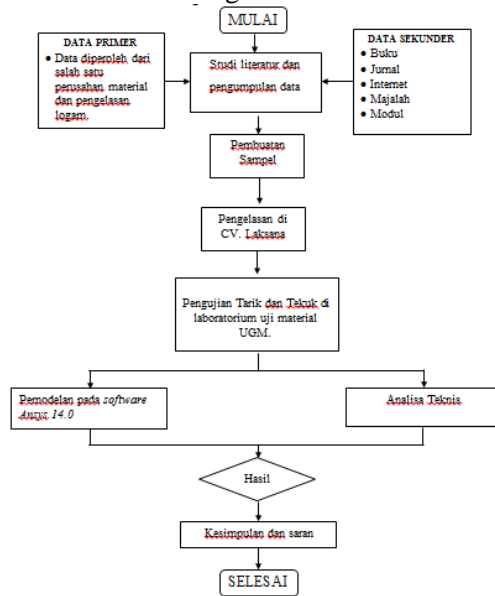 MULAI
DATA PRIMER
• Data diperoleh dari
salah satu
perusahan material
dan pengelasan
logam.
Studi literatur dan
pengumpulan data
DATA SEKUNDER
• Buku
• Jurnal
• Internet
• Majalah
• Modul
Pembuatan
Sampel
Pengelasan di
CV. Laksana
Pengujian Tarik dan Tekuk di
laboratorium uji material
UGM.
Pemodelan pada software
Ansys 14.0
Analisa Teknis
Hasil
Kesimpulan dan saran
SELESAI